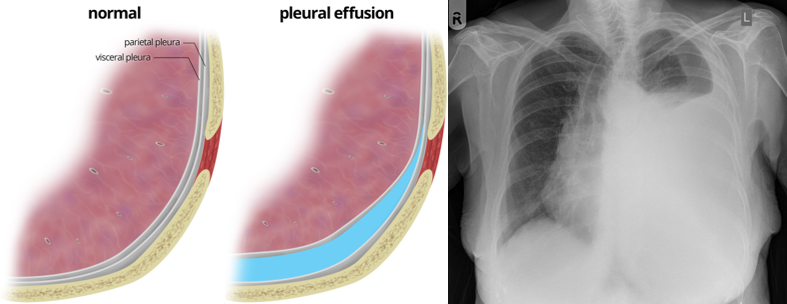 normal
pleural effusion
parietal pleura
visceral pleura
R
L